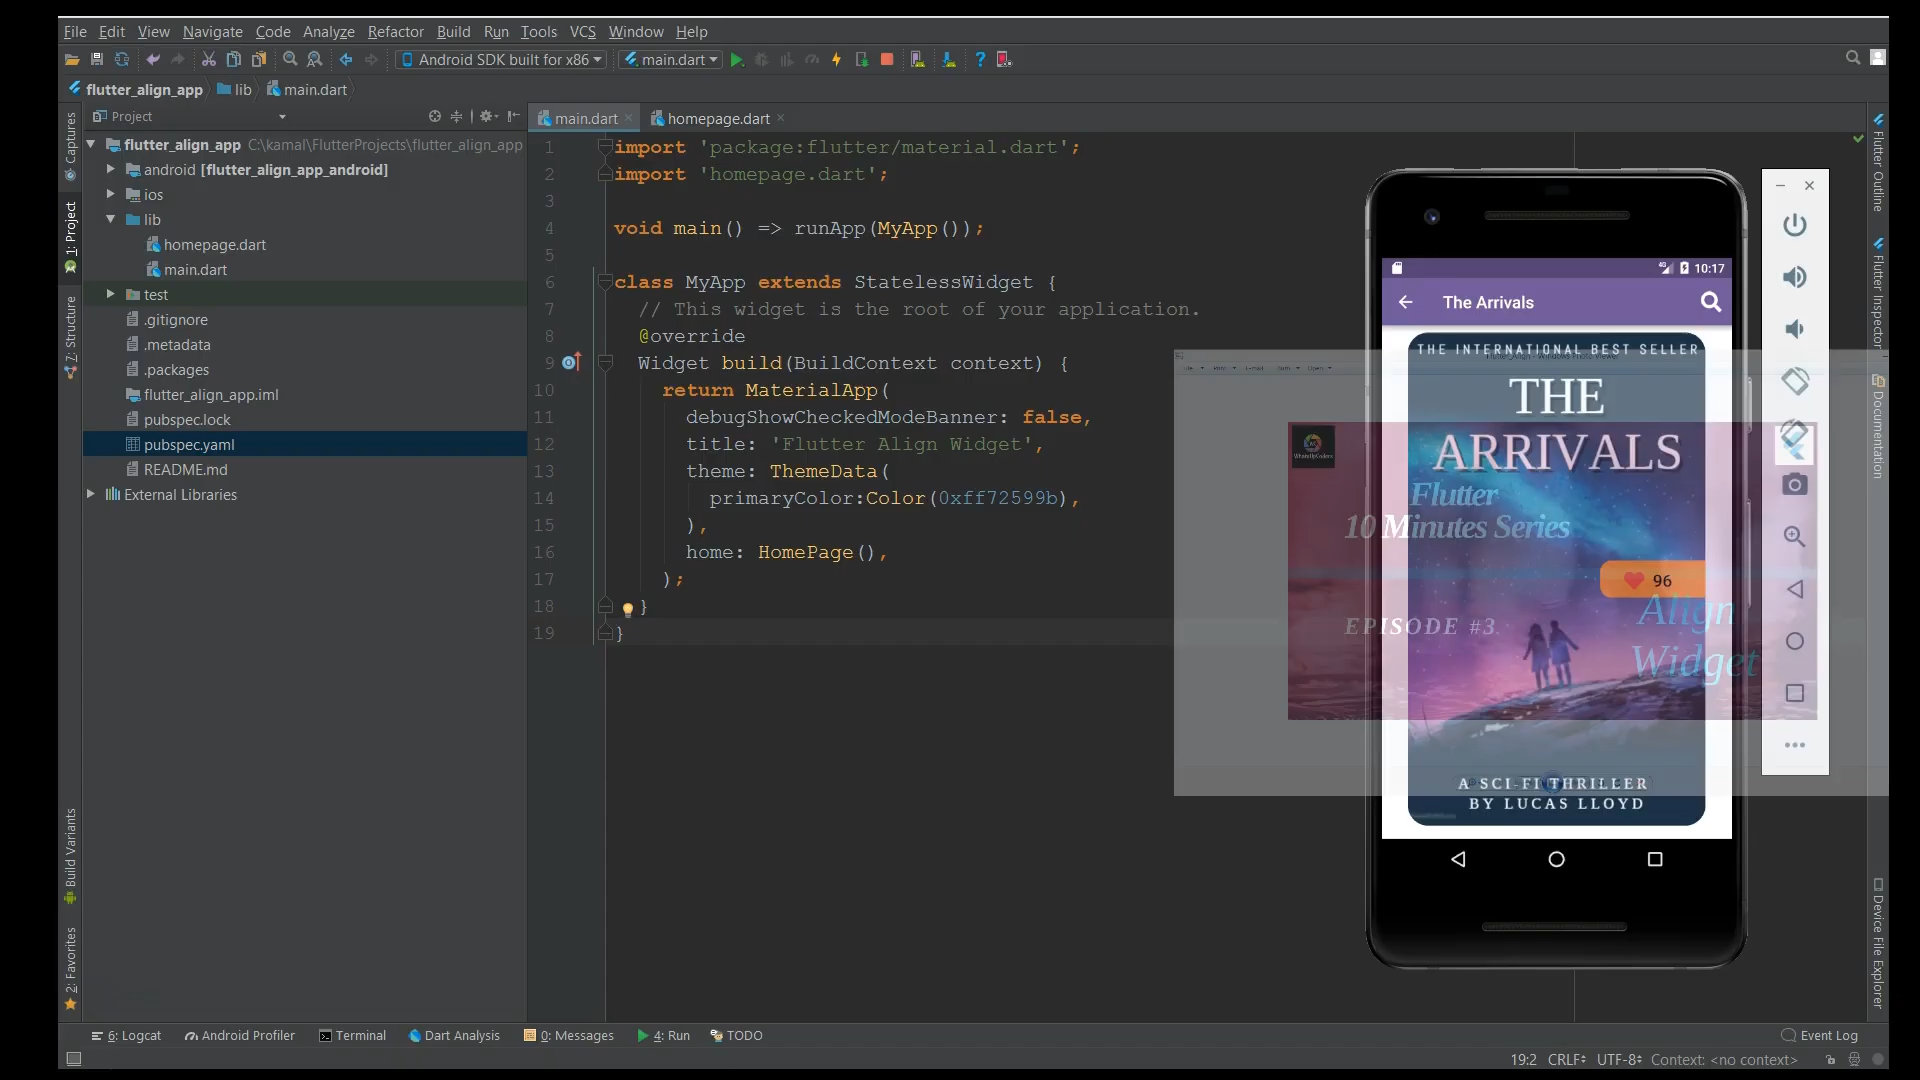 File Edit View Navigate Code Analyze Refactor Build Run Tools VCS Window Help
Android SDK built for x86 main.dart
flutter_align_app lib main.dart
Project
main.dart homepage.dart
Captures
1: Project
7: Structure
Build Variants
2: Favorites
flutter_align_app C:\kamal\FlutterProjects\flutter_align_app
android [flutter_align_app_android]
ios
lib
homepage.dart
main.dart
test
.gitignore
.metadata
.packages
flutter_align_app.iml
pubspec.lock
pubspec.yaml
README.md
External Libraries
1 import 'package:flutter/material.dart';
2 import 'homepage.dart';
3
4 void main() => runApp(MyApp());
5
6 class MyApp extends StatelessWidget {
7 // This widget is the root of your application.
8 @override
9 Widget build(BuildContext context) {
10 return MaterialApp(
11 debugShowCheckedModeBanner: false,
12 title: 'Flutter Align Widget',
13 theme: ThemeData(
14 primaryColor:Color(0xff72599b),
15 ),
16 home: HomePage(),
17 );
18 }
19 }
10:17
The Arrivals
THE INTERNATIONAL BEST SELLER
THE
ARRIVALS
Flutter
10 Minutes Series
96
EPISODE #3
Align
Widget
A SCI-FI THRILLER
BY LUCAS LLOYD
Flutter Outline
Flutter Inspector
Documentation
Device File Explorer
6: Logcat Android Profiler Terminal Dart Analysis 0: Messages 4: Run TODO Event Log
19:2 CRLF UTF-8 Context: <no context>